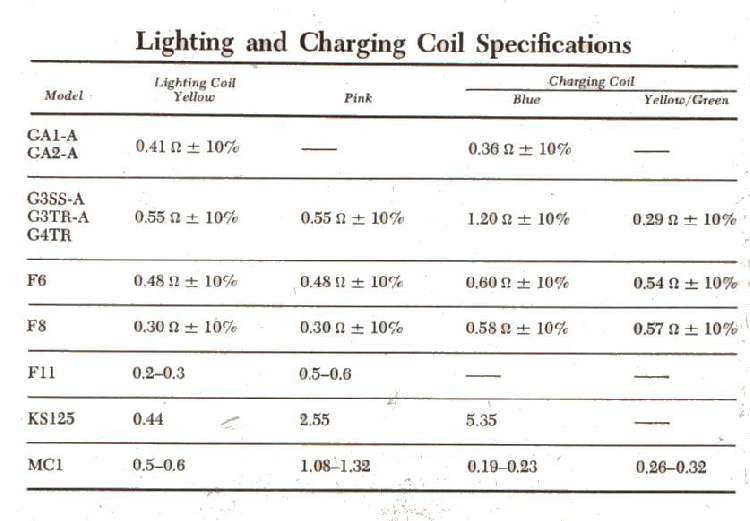 Lighting and Charging Coil Specifications
Lighting Coil Charging Coil
Model Yellow Pink Blue Yellow/Green
GA1-A
GA2-A 0.41 Ω ± 10% — 0.36 Ω ± 10% —
G3SS-A
G3TR-A 0.55 Ω ± 10% 0.55 Ω ± 10% 1.20 Ω ± 10% 0.29 Ω ± 10%
G4TR
F6 0.48 Ω ± 10% 0.48 Ω ± 10% 0.60 Ω ± 10% 0.54 Ω ± 10%
F8 0.30 Ω ± 10% 0.30 Ω ± 10% 0.58 Ω ± 10% 0.57 Ω ± 10%
F11 0.2–0.3 0.5–0.6 — —
KS125 0.44 2.55 5.35 —
MC1 0.5–0.6 1.08–1.32 0.19–0.23 0.26–0.32